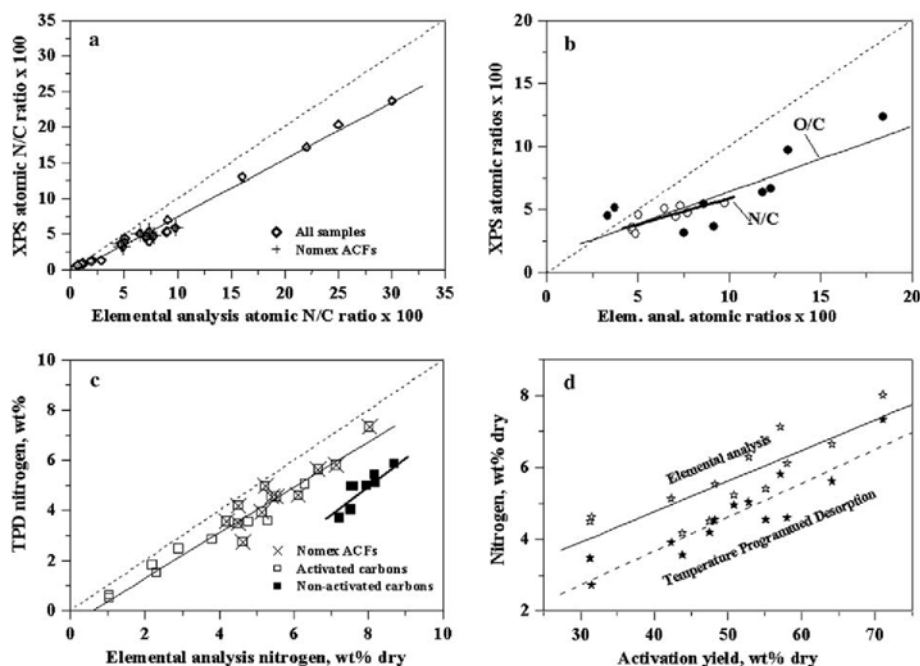 a
XPS atomic N/C ratio x 100
35
30
25
20
15
10
5
0
0 5 10 15 20 25 30 35
All samples
Nomex ACFs
Elemental analysis atomic N/C ratio x 100
b
XPS atomic ratios x 100
20
15
10
5
0
0 5 10 15 20
O/C
N/C
Elem. anal. atomic ratios x 100
c
TPD nitrogen, wt%
10
8
6
4
2
0
0 2 4 6 8 10
Nomex ACFs
Activated carbons
Non-activated carbons
Elemental analysis nitrogen, wt% dry
d
Nitrogen, wt% dry
8
6
4
2
30 40 50 60 70
Elemental analysis
Temperature Programmed Desorption
Activation yield, wt% dry